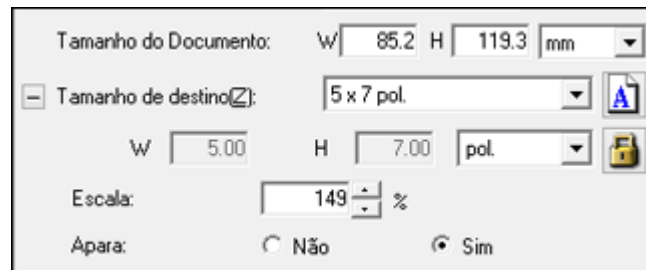 Tamanho do Documento: W 85.2 H 119.3 mm
Tamanho de destino(Z): 5 x 7 pol. A
W 5.00 H 7.00 pol.
Escala: 149 %
Apara: Não Sim